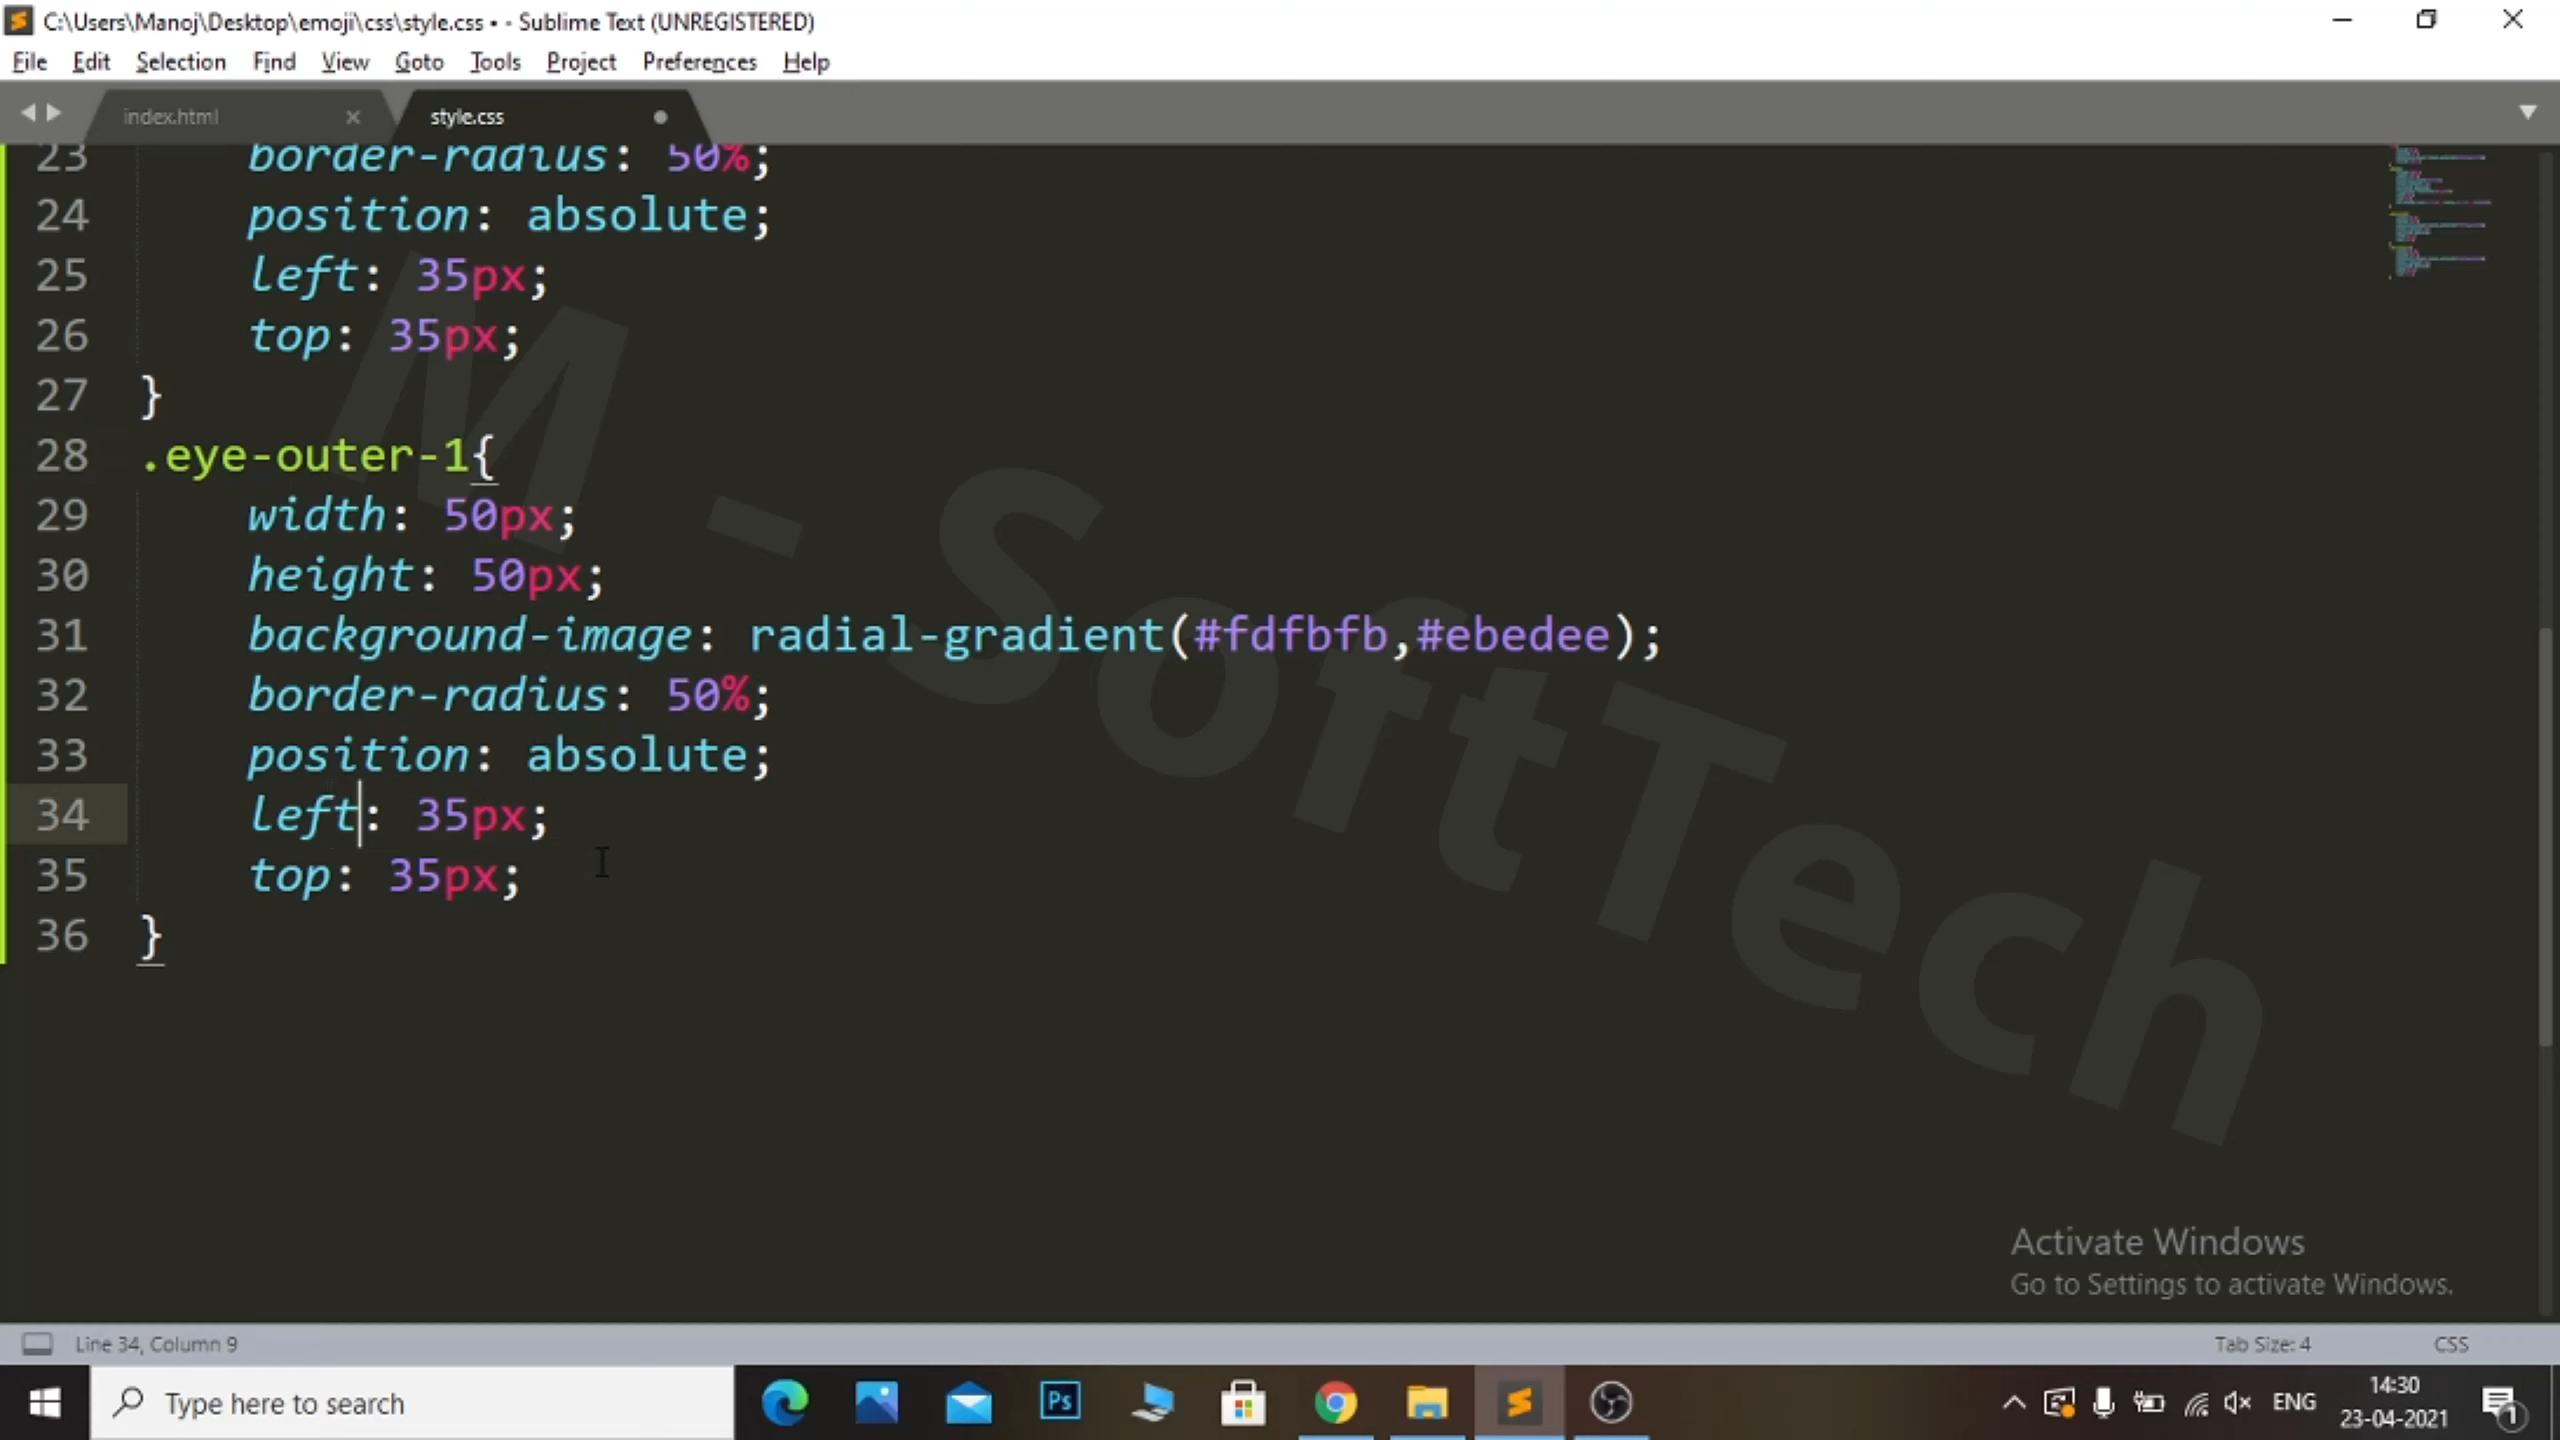 C:\Users\Manoj\Desktop\emoji\css\style.css • - Sublime Text (UNREGISTERED)
File Edit Selection Find View Goto Tools Project Preferences Help
index.html × style.css
23 border-radius: 50%;
24 position: absolute;
25 left: 35px;
26 top: 35px;
27 }
28 .eye-outer-1{
29 width: 50px;
30 height: 50px;
31 background-image: radial-gradient(#fdfbfb,#ebedee);
32 border-radius: 50%;
33 position: absolute;
34 left: 35px;
35 top: 35px;
36 }
M - SoftTech
Activate Windows
Go to Settings to activate Windows.
Line 34, Column 9 Tab Size: 4 CSS
Type here to search Ps ENG 14:30
23-04-2021 1